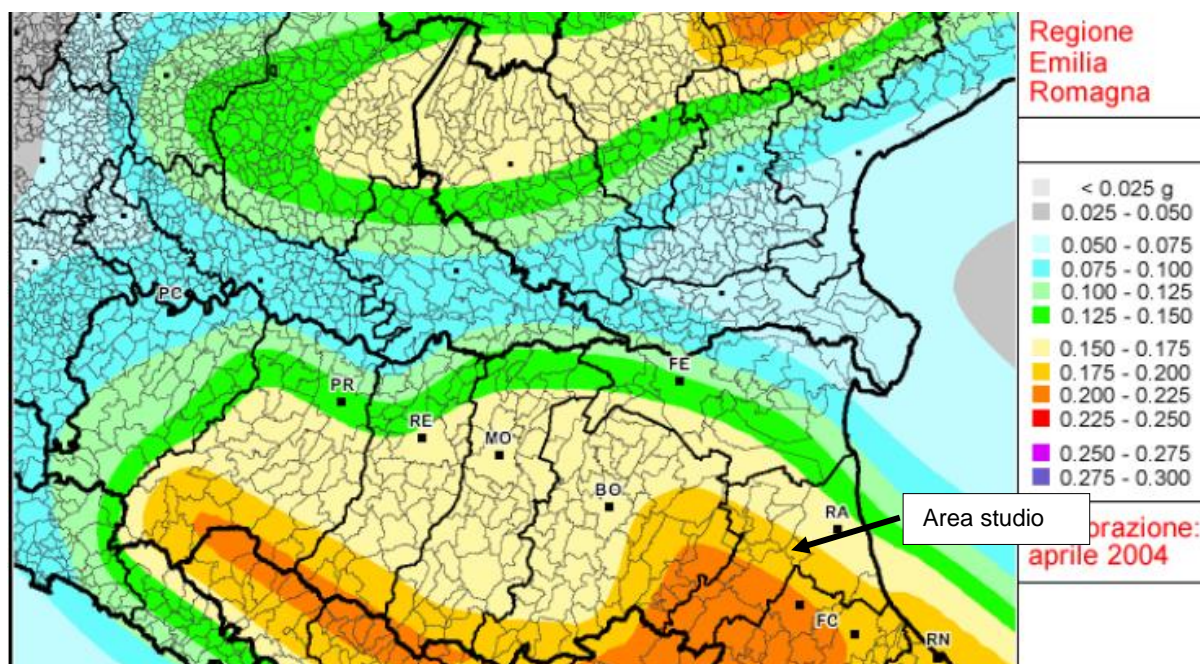 Regione
Emilia
Romagna
< 0.025 g
0.025 - 0.050
0.050 - 0.075
0.075 - 0.100
0.100 - 0.125
0.125 - 0.150
0.150 - 0.175
0.175 - 0.200
0.200 - 0.225
0.225 - 0.250
0.250 - 0.275
0.275 - 0.300
PC
PR
RE
MO
FE
BO
RA
Area studio
orazione:
aprile 2004
FC
RN